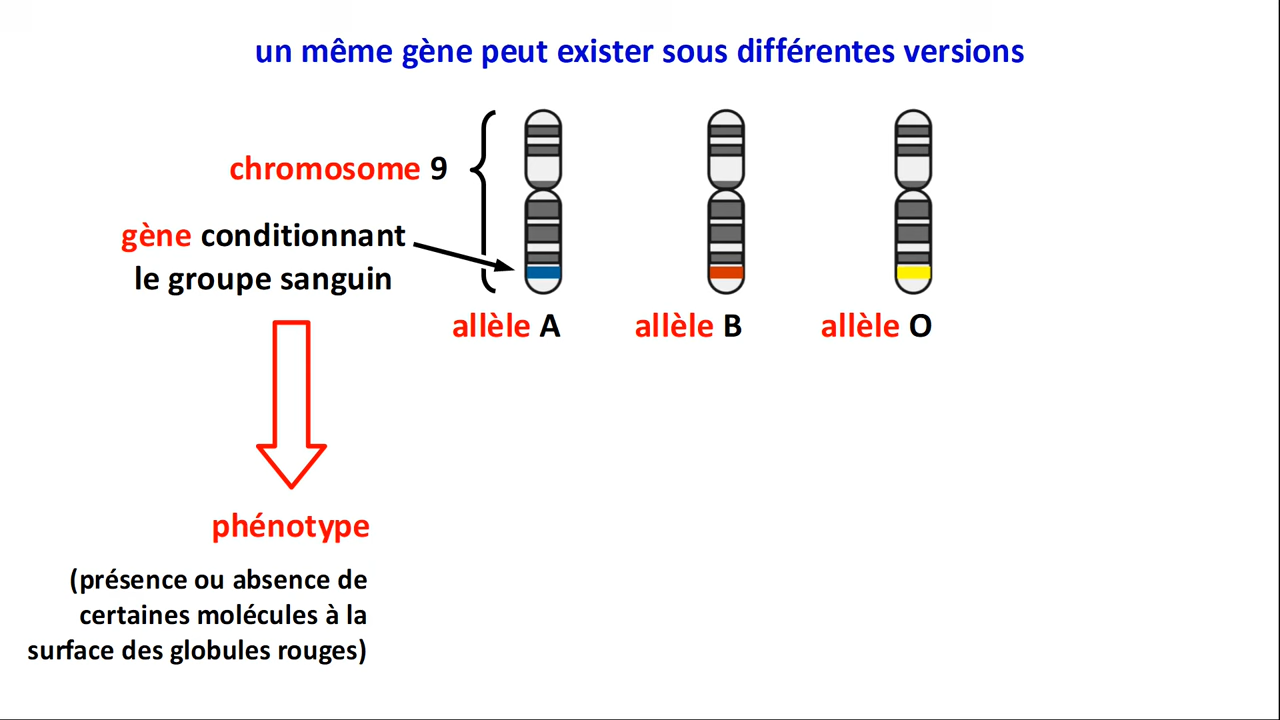 un même gène peut exister sous différentes versions
chromosome 9
gène conditionnant
le groupe sanguin
allèle A
allèle B
allèle O
phénotype
(présence ou absence de
certaines molécules à la
surface des globules rouges)